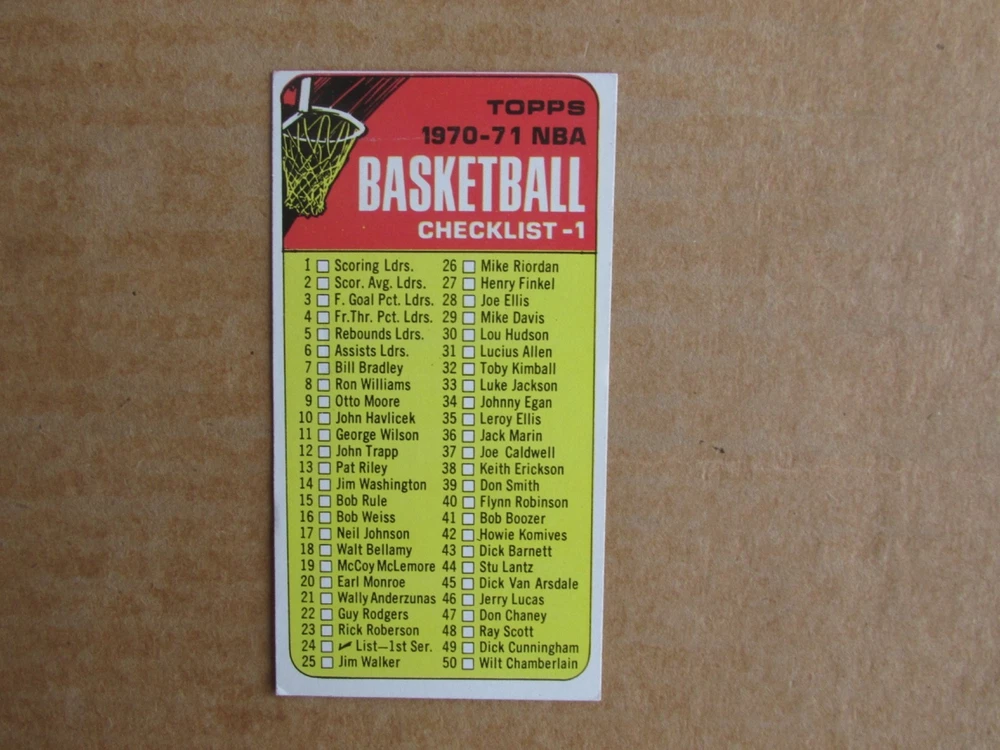 TOPPS
1970-71 NBA
BASKETBALL
CHECKLIST-1
1 Scoring Ldrs.
2 Scor. Avg. Ldrs.
3 F. Goal Pct. Ldrs.
4 Fr.Thr. Pct. Ldrs.
5 Rebounds Ldrs.
6 Assists Ldrs.
7 Bill Bradley
8 Ron Williams
9 Otto Moore
10 John Havlicek
11 George Wilson
12 John Trapp
13 Pat Riley
14 Jim Washington
15 Bob Rule
16 Bob Weiss
17 Neil Johnson
18 Walt Bellamy
19 McCoy McLemore
20 Earl Monroe
21 Wally Anderzunas
22 Guy Rodgers
23 Rick Roberson
24 ✓ List—1st Ser.
25 Jim Walker
26 Mike Riordan
27 Henry Finkel
28 Joe Ellis
29 Mike Davis
30 Lou Hudson
31 Lucius Allen
32 Toby Kimball
33 Luke Jackson
34 Johnny Egan
35 Leroy Ellis
36 Jack Marin
37 Joe Caldwell
38 Keith Erickson
39 Don Smith
40 Flynn Robinson
41 Bob Boozer
42 Howie Komives
43 Dick Barnett
44 Stu Lantz
45 Dick Van Arsdale
46 Jerry Lucas
47 Don Chaney
48 Ray Scott
49 Dick Cunningham
50 Wilt Chamberlain